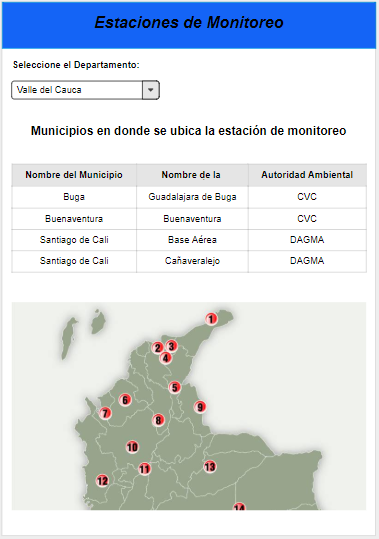 Estaciones de Monitoreo
Seleccione el Departamento:
Valle del Cauca
Municipios en donde se ubica la estación de monitoreo
Nombre del Municipio Nombre de la Autoridad Ambiental
Buga Guadalajara de Buga CVC
Buenaventura Buenaventura CVC
Santiago de Cali Base Aérea DAGMA
Santiago de Cali Cañaveralejo DAGMA
1
2 3
4
5
6
7
8
9
10
11
12
13
14